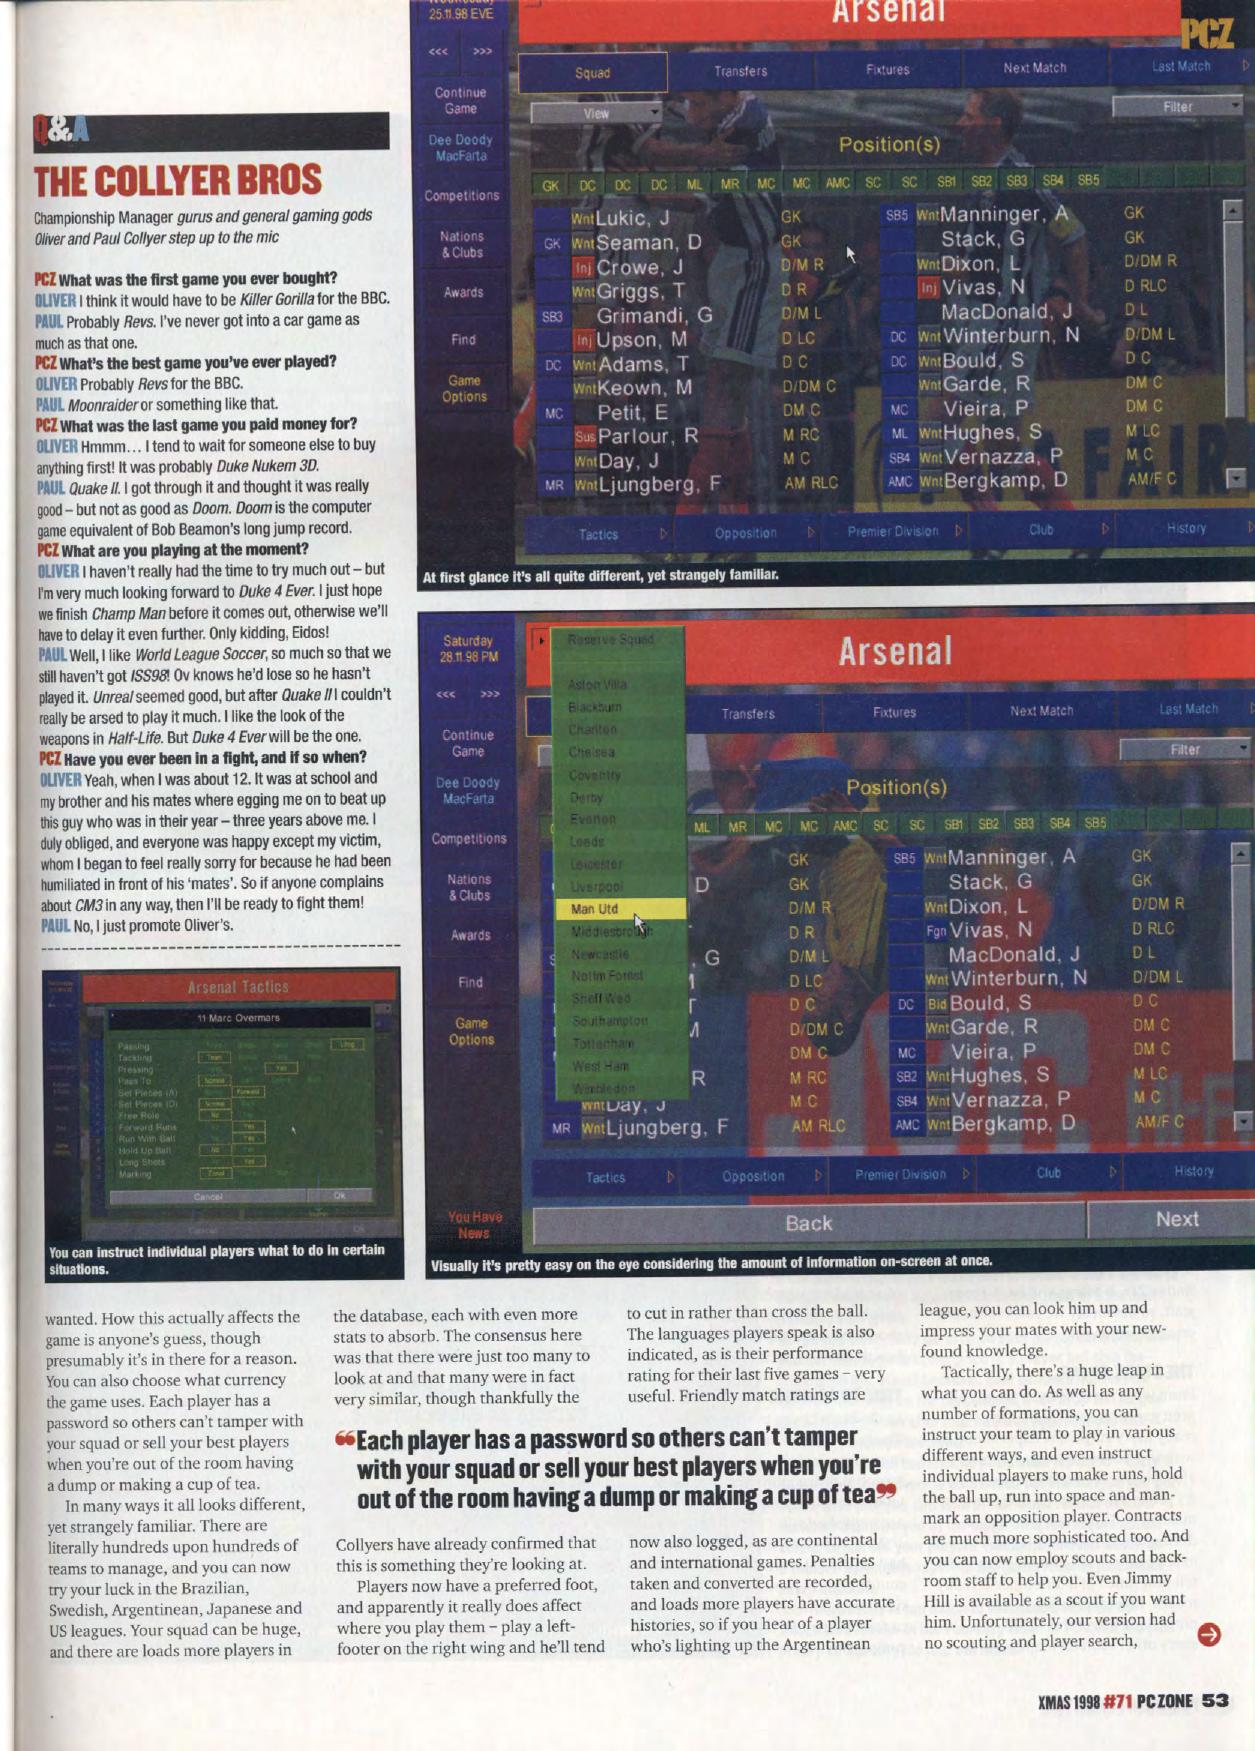 Q&A
THE COLLYER BROS
Championship Manager gurus and general gaming gods
Oliver and Paul Collyer step up to the mic
PCZ What was the first game you ever bought?
OLIVER I think it would have to be Killer Gorilla for the BBC.
PAUL Probably Revs. I've never got into a car game as
much as that one.
PCZ What's the best game you've ever played?
OLIVER Probably Revs for the BBC.
PAUL Moonraider or something like that.
PCZ What was the last game you paid money for?
OLIVER Hmmm... I tend to wait for someone else to buy
anything first! It was probably Duke Nukem 3D.
PAUL Quake II. I got through it and thought it was really
good – but not as good as Doom. Doom is the computer
game equivalent of Bob Beamon's long jump record.
PCZ What are you playing at the moment?
OLIVER I haven't really had the time to try much out – but
I'm very much looking forward to Duke 4 Ever. I just hope
we finish Champ Man before it comes out, otherwise we'll
have to delay it even further. Only kidding, Eidos!
PAUL Well, I like World League Soccer, so much so that we
still haven't got ISS98! Ov knows he'd lose so he hasn't
played it. Unreal seemed good, but after Quake II I couldn't
really be arsed to play it much. I like the look of the
weapons in Half-Life. But Duke 4 Ever will be the one.
PCZ Have you ever been in a fight, and if so when?
OLIVER Yeah, when I was about 12. It was at school and
my brother and his mates where egging me on to beat up
this guy who was in their year – three years above me. I
duly obliged, and everyone was happy except my victim,
whom I began to feel really sorry for because he had been
humiliated in front of his 'mates'. So if anyone complains
about CM3 in any way, then I'll be ready to fight them!
PAUL No, I just promote Oliver's.
Arsenal Tactics
11 Marc Overmars
Passing
Tackling
Pressing
Pass To
Set Pieces (A)
Set Pieces (D)
Free Role
Forward Runs
Run With Ball
Hold Up Ball
Long Shots
Marking
Cancel
Ok
You can instruct individual players what to do in certain
situations.
PCZ
25.11.98 EVE
<<< >>>
Continue
Game
Dee Doody
MacFarta
Competitions
Nations
& Clubs
Awards
Find
Game
Options
Arsenal
Squad Transfers Fixtures Next Match Last Match
View Filter
Position(s)
GK DC DC DC ML MR MC MC AMC SC SC SB1 SB2 SB3 SB4 SB5
Wnt Lukic, J GK SB5 Wnt Manninger, A GK
GK Wnt Seaman, D GK Stack, G GK
Inj Crowe, J D/M R Wnt Dixon, L D/DM R
Wnt Griggs, T D R Inj Vivas, N D RLC
SB3 Grimandi, G D/M L MacDonald, J D L
Inj Upson, M D LC DC Wnt Winterburn, N D/DM L
DC Wnt Adams, T D C DC Wnt Bould, S D C
Wnt Keown, M D/DM C Wnt Garde, R DM C
MC Petit, E DM C MC Vieira, P DM C
Sus Parlour, R M RC ML Wnt Hughes, S M LC
Wnt Day, J M C SB4 Wnt Vernazza, P M C
MR Wnt Ljungberg, F AM RLC AMC Wnt Bergkamp, D AM/F C
Tactics Opposition Premier Division Club History
At first glance it's all quite different, yet strangely familiar.
Saturday
28.11.98 PM
<<< >>>
Continue
Game
Dee Doody
MacFarta
Competitions
Nations
& Clubs
Awards
Find
Game
Options
You Have
News
Arsenal
Transfers Fixtures Next Match Last Match
Filter
Position(s)
ML MR MC MC AMC SC SC SB1 SB2 SB3 SB4 SB5
Reserve Squad
Aston Villa
Blackburn
Charlton
Chelsea
Coventry
Derby
Everton
Leeds
Leicester
Liverpool
Man Utd
Middlesbrough
Newcastle
Nottm Forest
Sheff Wed
Southampton
Tottenham
West Ham
Wimbledon
GK SB5 Wnt Manninger, A GK
D GK Stack, G GK
D/M R Wnt Dixon, L D/DM R
D R Fgn Vivas, N D RLC
, G D/M L MacDonald, J D L
D LC Wnt Winterburn, N D/DM L
D C DC Bid Bould, S D C
D/DM C Wnt Garde, R DM C
DM C MC Vieira, P DM C
R M RC SB2 Wnt Hughes, S M LC
Wnt Day, J M C SB4 Wnt Vernazza, P M C
MR Wnt Ljungberg, F AM RLC AMC Wnt Bergkamp, D AM/F C
Tactics Opposition Premier Division Club History
Back Next
Visually it's pretty easy on the eye considering the amount of information on-screen at once.
wanted. How this actually affects the
game is anyone's guess, though
presumably it's in there for a reason.
You can also choose what currency
the game uses. Each player has a
password so others can't tamper with
your squad or sell your best players
when you're out of the room having
a dump or making a cup of tea.
In many ways it all looks different,
yet strangely familiar. There are
literally hundreds upon hundreds of
teams to manage, and you can now
try your luck in the Brazilian,
Swedish, Argentinean, Japanese and
US leagues. Your squad can be huge,
and there are loads more players in
the database, each with even more
stats to absorb. The consensus here
was that there were just too many to
look at and that many were in fact
very similar, though thankfully the
Collyers have already confirmed that
this is something they're looking at.
Players now have a preferred foot,
and apparently it really does affect
where you play them – play a left-
footer on the right wing and he'll tend
to cut in rather than cross the ball.
The languages players speak is also
indicated, as is their performance
rating for their last five games – very
useful. Friendly match ratings are
now also logged, as are continental
and international games. Penalties
taken and converted are recorded,
and loads more players have accurate
histories, so if you hear of a player
who's lighting up the Argentinean
league, you can look him up and
impress your mates with your new-
found knowledge.
Tactically, there's a huge leap in
what you can do. As well as any
number of formations, you can
instruct your team to play in various
different ways, and even instruct
individual players to make runs, hold
the ball up, run into space and man-
mark an opposition player. Contracts
are much more sophisticated too. And
you can now employ scouts and back-
room staff to help you. Even Jimmy
Hill is available as a scout if you want
him. Unfortunately, our version had
no scouting and player search,
“Each player has a password so others can't tamper
with your squad or sell your best players when you're
out of the room having a dump or making a cup of tea”
XMAS 1998 #71 PC ZONE 53